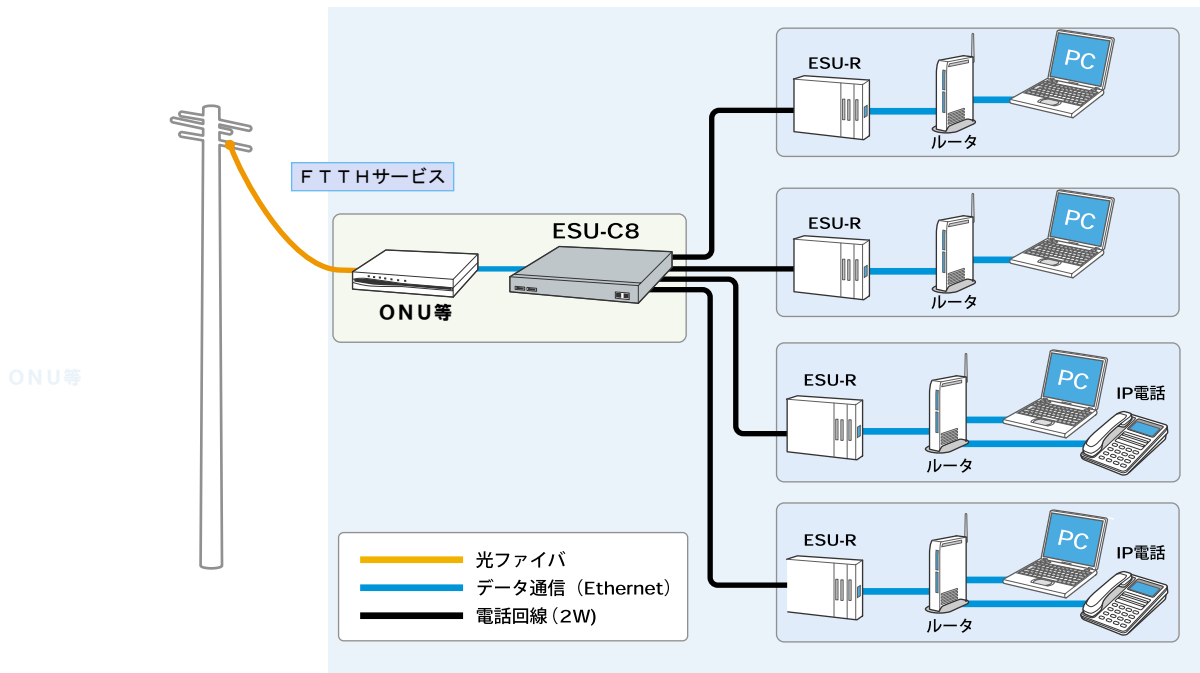 ＦＴＴＨサービス
ESU-C8
ONU等
ONU等
ESU-R
PC
ルータ
ESU-R
PC
ルータ
ESU-R
PC
IP電話
ルータ
ESU-R
PC
IP電話
ルータ
光ファイバ
データ通信（Ethernet）
電話回線（2W）